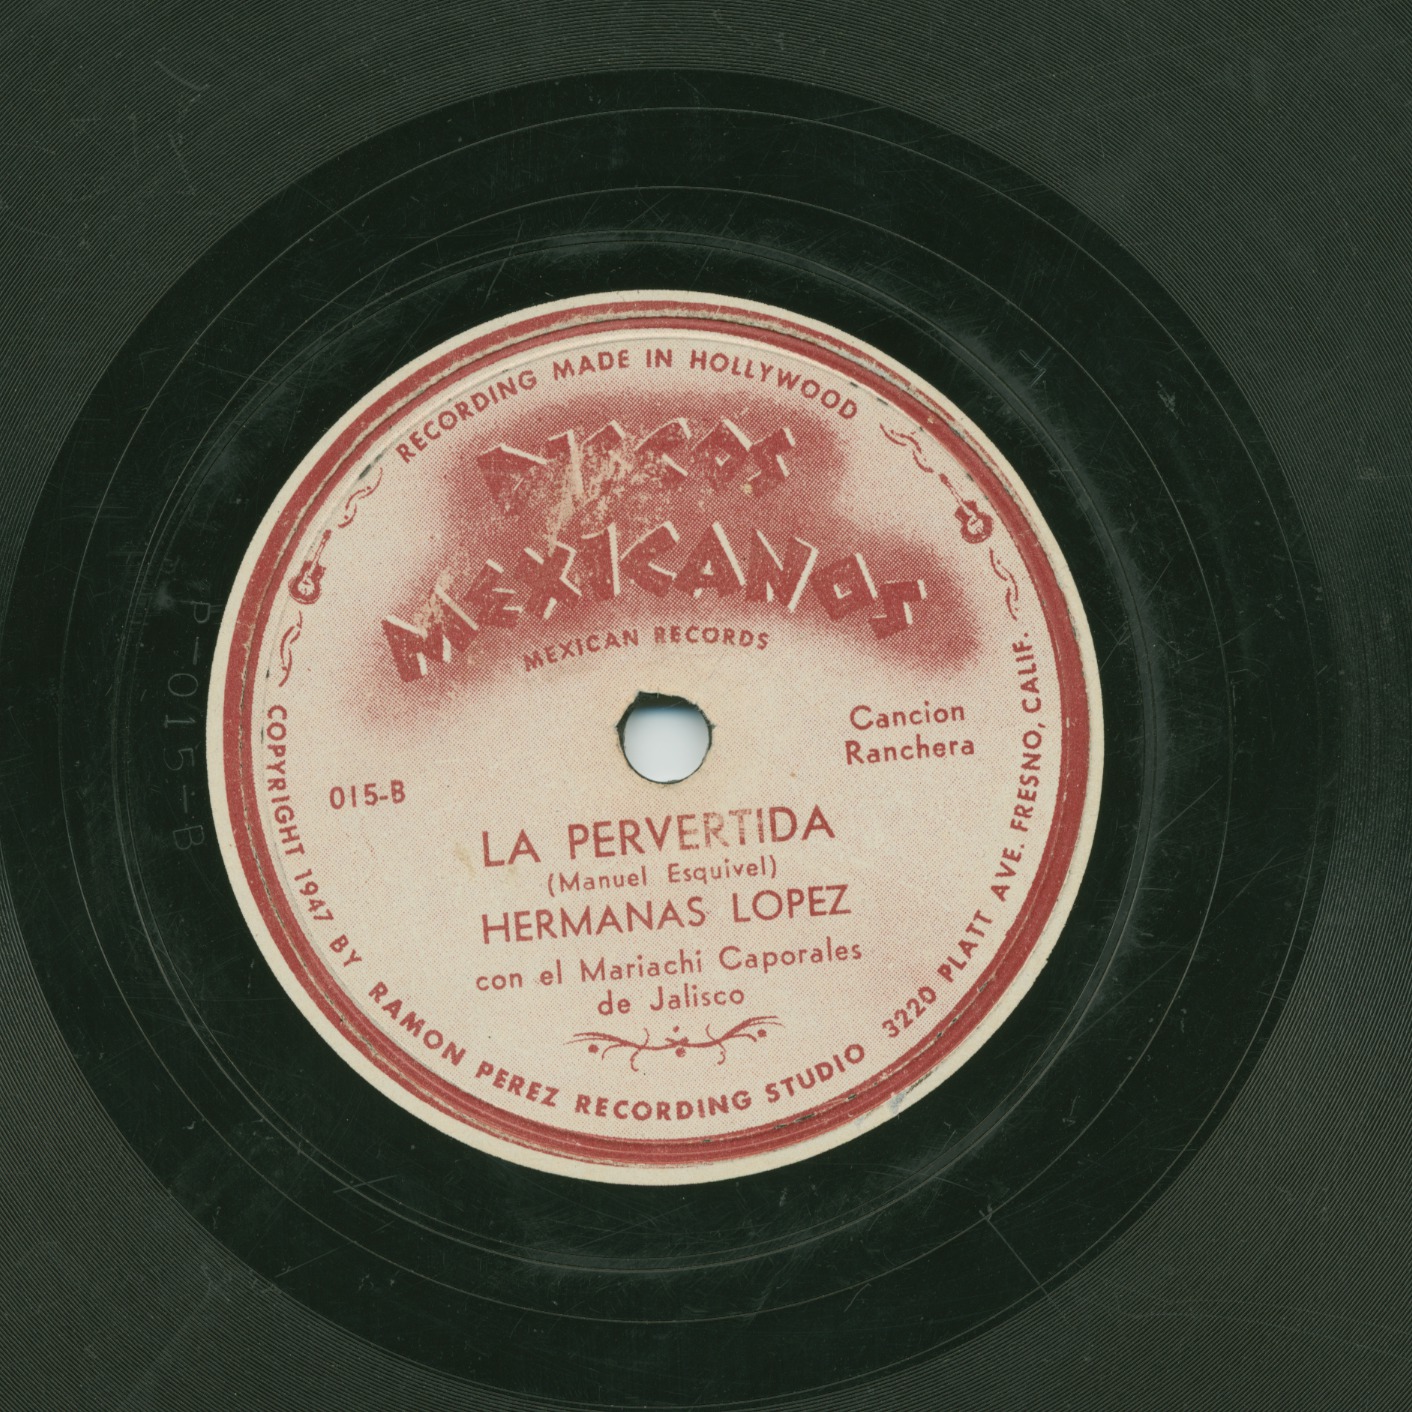 RECORDING MADE IN HOLLYWOOD
DISCOS
MEXICANOS
MEXICAN RECORDS
Cancion
Ranchera
015-B
LA PERVERTIDA
(Manuel Esquivel)
HERMANAS LOPEZ
con el Mariachi Caporales
de Jalisco
COPYRIGHT 1947 BY RAMON PEREZ RECORDING STUDIO 3220 PLATT AVE. FRESNO, CALIF.
P-015-B